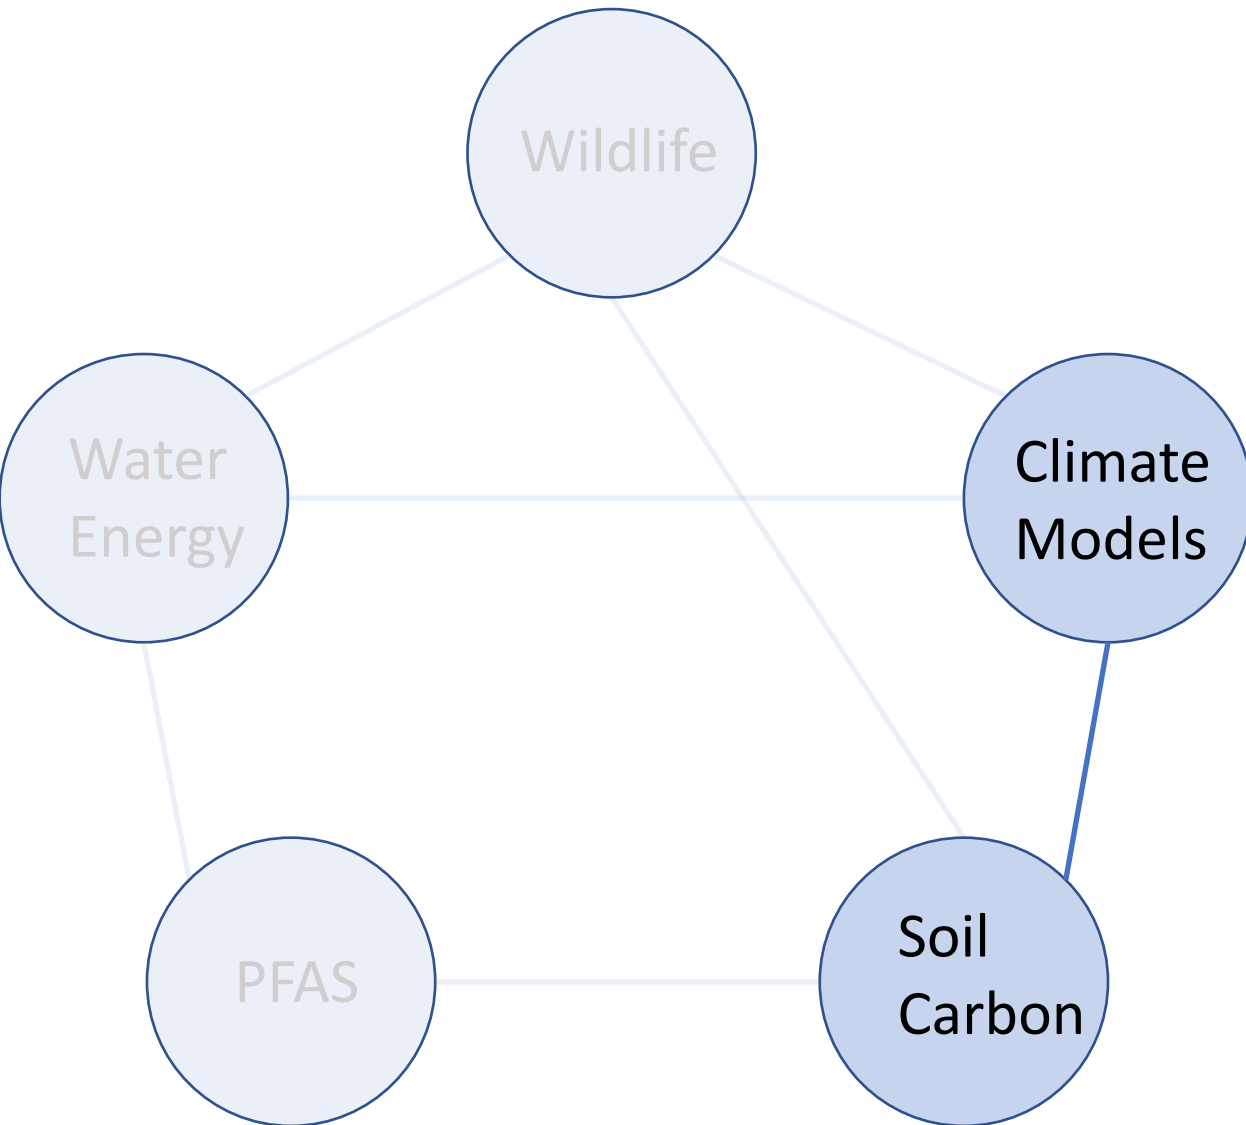 Wildlife
Water
Energy
Climate
Models
Soil
Carbon
PFAS